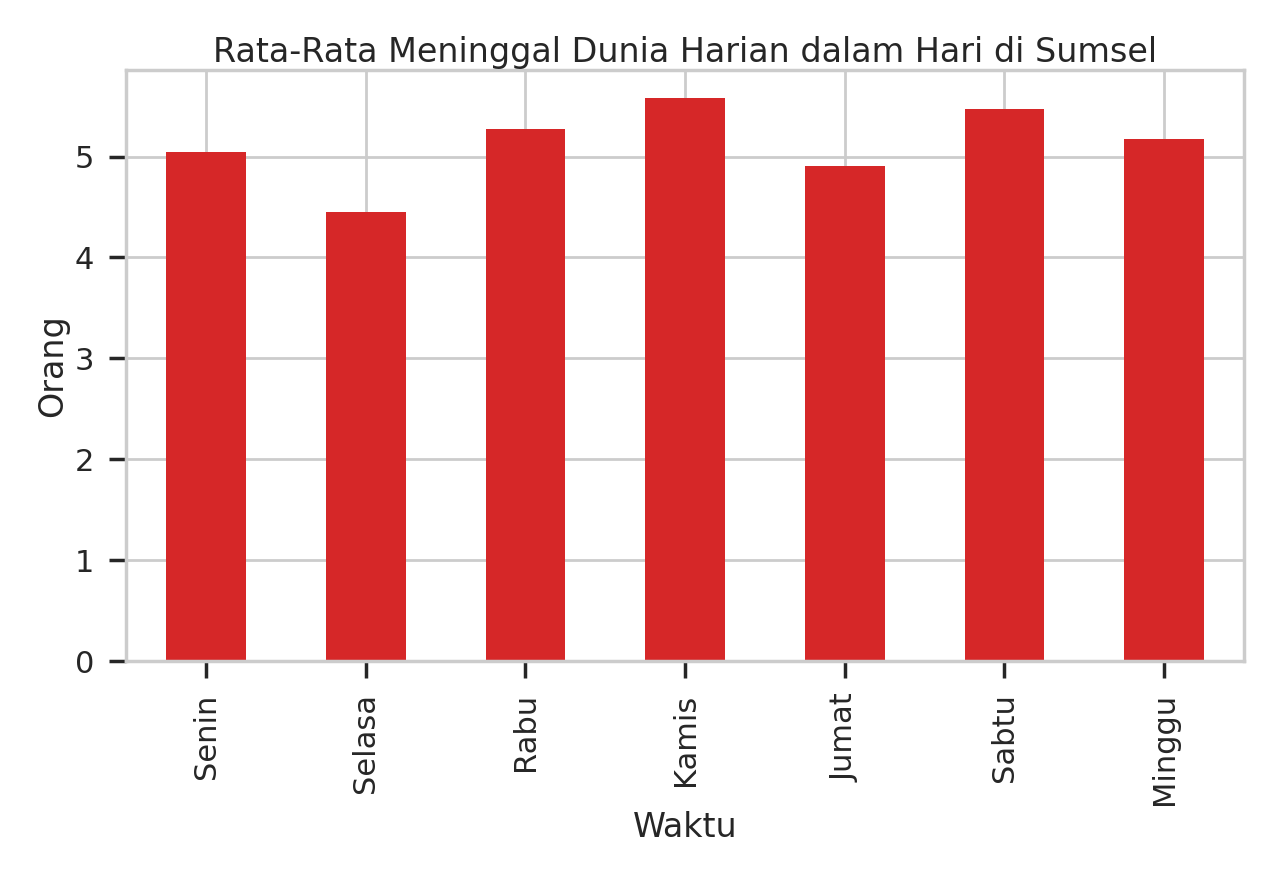 Rata-Rata Meninggal Dunia Harian dalam Hari di Sumsel
Orang
5
4
3
2
1
0
Senin
Selasa
Rabu
Kamis
Jumat
Sabtu
Minggu
Waktu